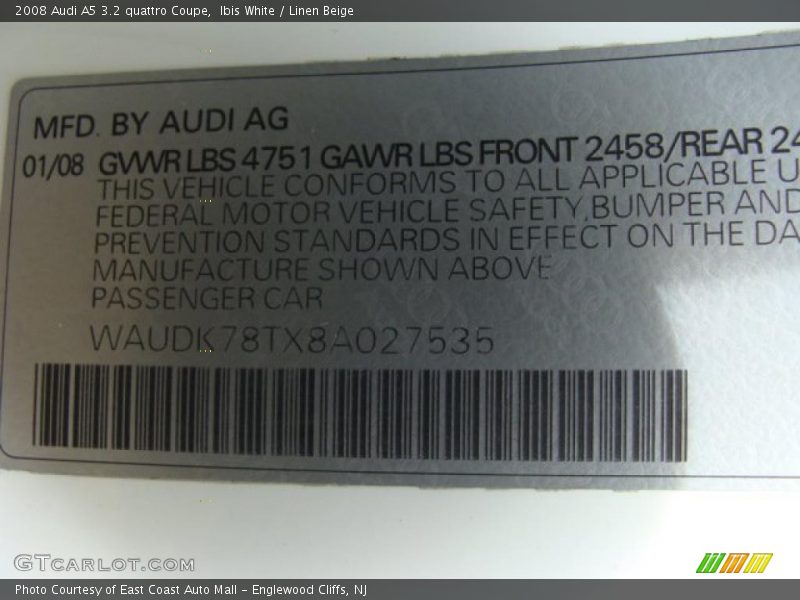 2008 Audi A5 3.2 quattro Coupe,  Ibis White / Linen Beige
MFD. BY AUDI AG
01/08 GVWR LBS 4751 GAWR LBS FRONT 2458/REAR 24
THIS VEHICLE CONFORMS TO ALL APPLICABLE U
FEDERAL MOTOR VEHICLE SAFETY, BUMPER AND
PREVENTION STANDARDS IN EFFECT ON THE DA
MANUFACTURE SHOWN ABOVE
PASSENGER CAR
WAUDK78TX8A027535
GTCARLOT.COM
Photo Courtesy of East Coast Auto Mall - Englewood Cliffs, NJ